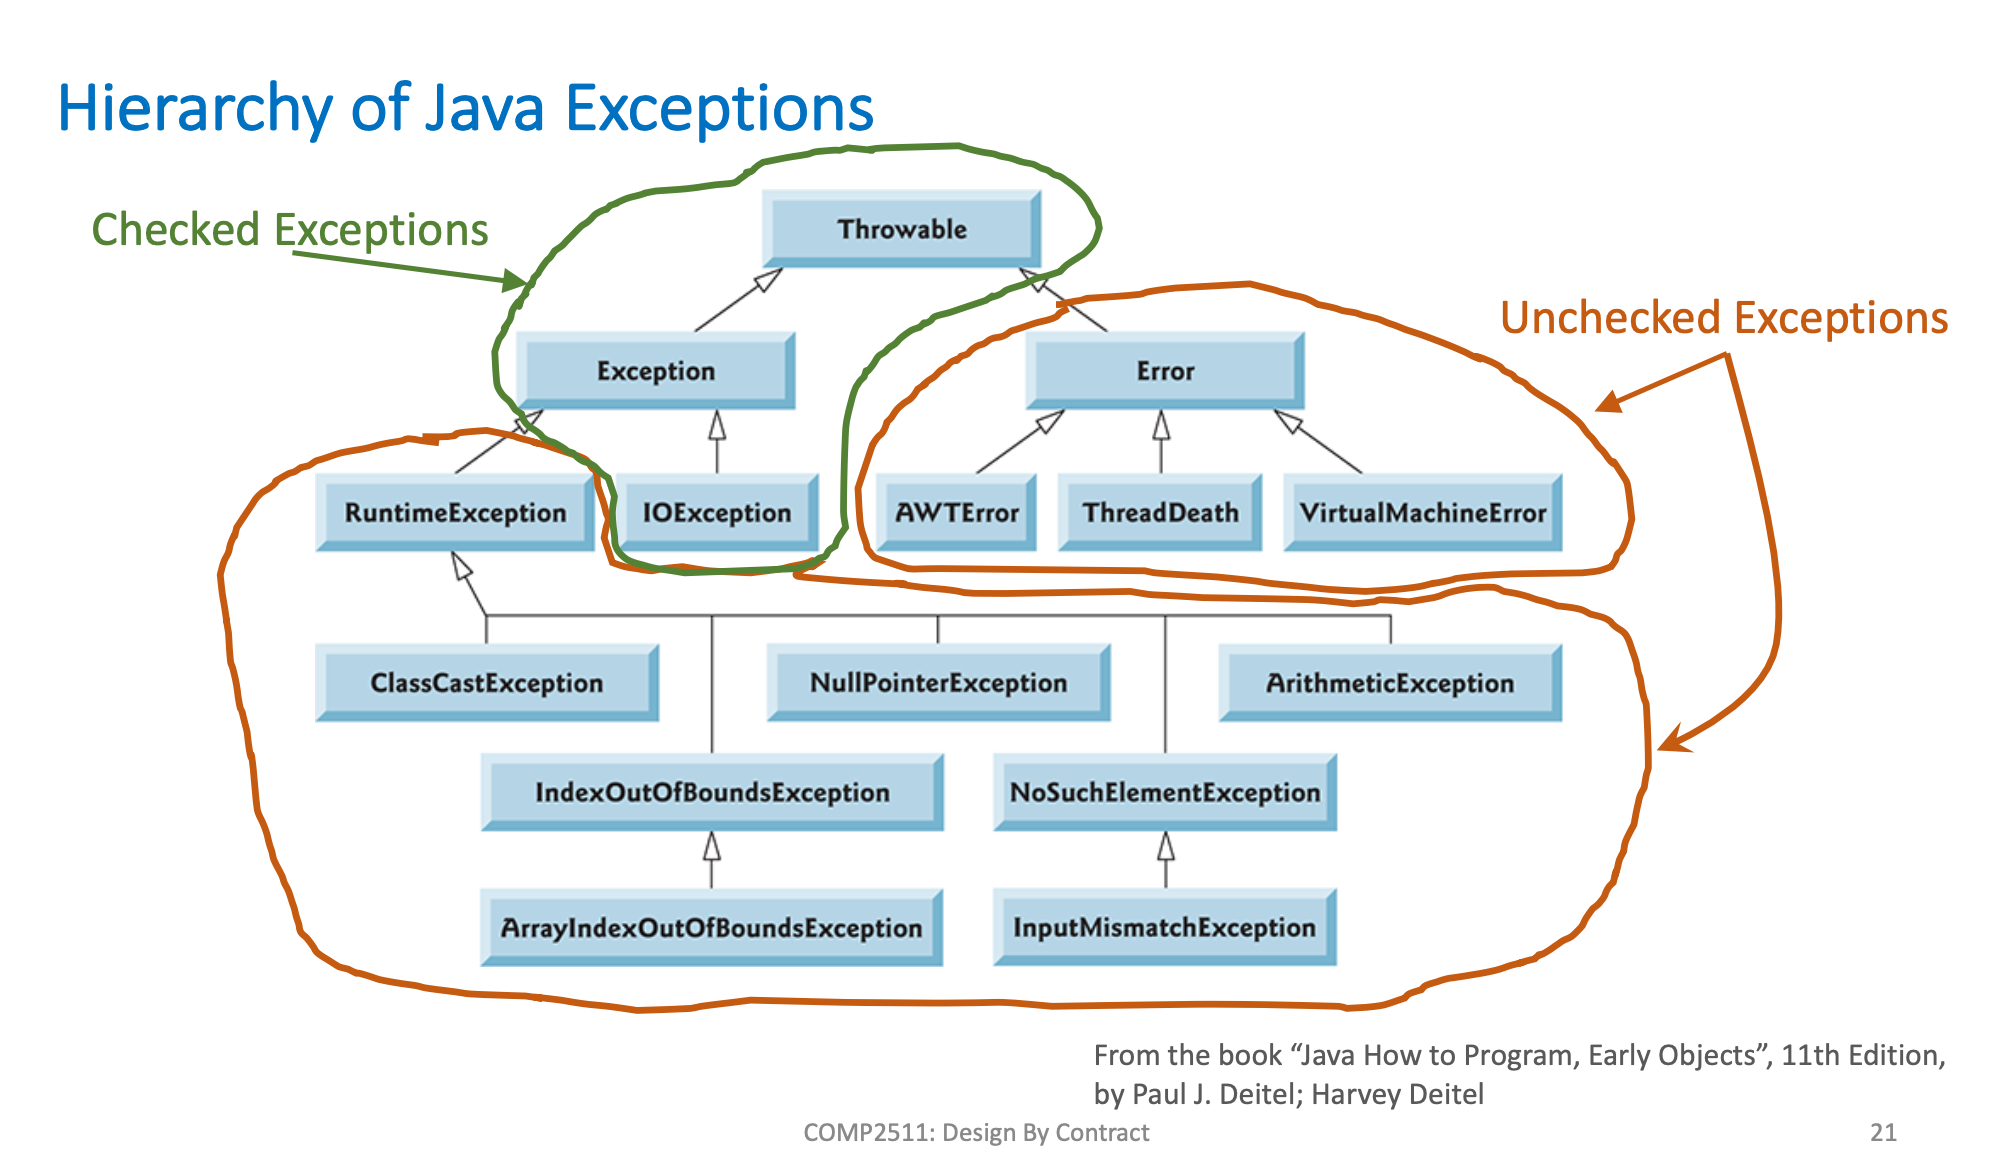 Hierarchy of Java Exceptions
Checked Exceptions
Throwable
Unchecked Exceptions
Exception
Error
RuntimeException
IOException
AWTError
ThreadDeath
VirtualMachineError
ClassCastException
NullPointerException
ArithmeticException
IndexOutOfBoundsException
NoSuchElementException
ArrayIndexOutOfBoundsException
InputMismatchException
From the book “Java How to Program, Early Objects”, 11th Edition,
by Paul J. Deitel; Harvey Deitel
COMP2511: Design By Contract
21